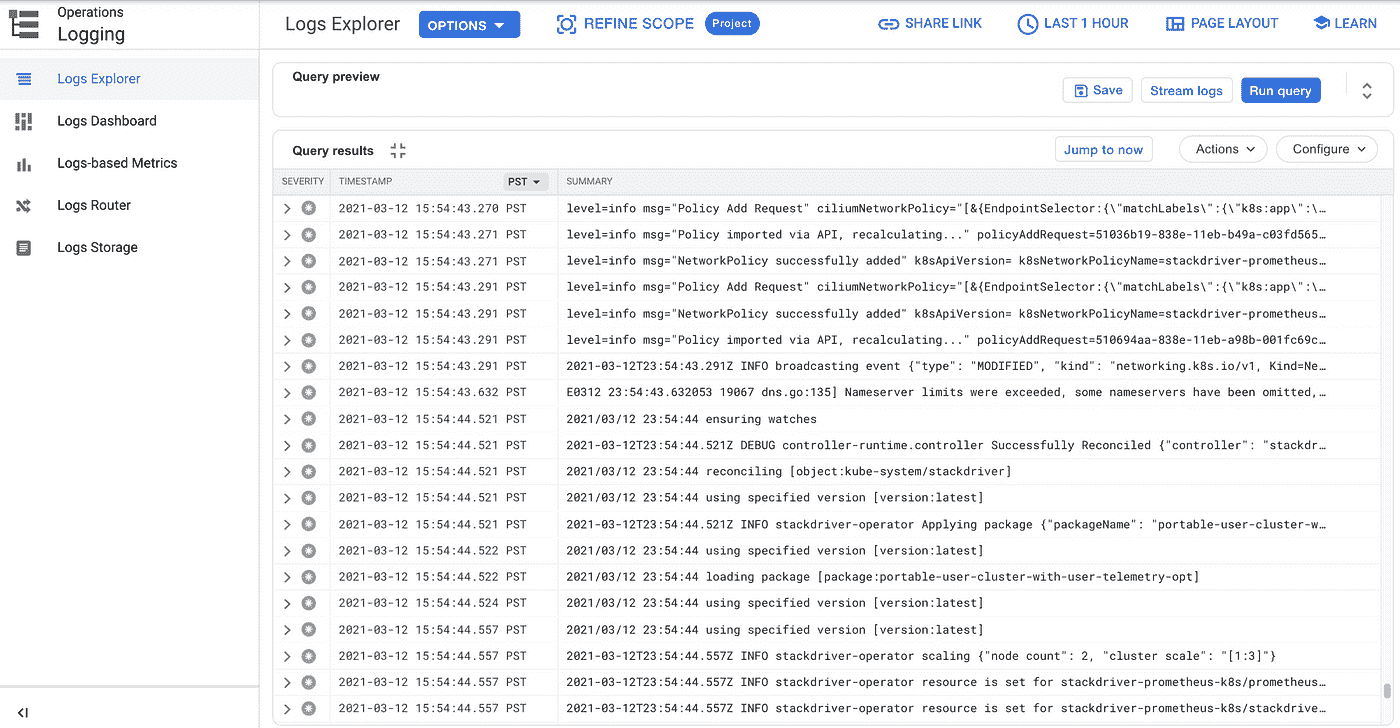 Operations
Logging
Logs Explorer
OPTIONS
REFINE SCOPE
Project
SHARE LINK
LAST 1 HOUR
PAGE LAYOUT
LEARN
Logs Explorer
Logs Dashboard
Logs-based Metrics
Logs Router
Logs Storage
Query preview
Save
Stream logs
Run query
Query results
Jump to now
Actions
Configure
SEVERITY TIMESTAMP PST SUMMARY
2021-03-12 15:54:43.270 PST level=info msg="Policy Add Request" ciliumNetworkPolicy="[&{EndpointSelector:{\"matchLabels\":{\"k8s:app\":\…
2021-03-12 15:54:43.271 PST level=info msg="Policy imported via API, recalculating..." policyAddRequest=51036b19-838e-11eb-b49a-c03fd565…
2021-03-12 15:54:43.271 PST level=info msg="NetworkPolicy successfully added" k8sApiVersion= k8sNetworkPolicyName=stackdriver-prometheus…
2021-03-12 15:54:43.291 PST level=info msg="Policy Add Request" ciliumNetworkPolicy="[&{EndpointSelector:{\"matchLabels\":{\"k8s:app\":\…
2021-03-12 15:54:43.291 PST level=info msg="NetworkPolicy successfully added" k8sApiVersion= k8sNetworkPolicyName=stackdriver-prometheus…
2021-03-12 15:54:43.291 PST level=info msg="Policy imported via API, recalculating..." policyAddRequest=510694aa-838e-11eb-a98b-001fc69c…
2021-03-12 15:54:43.291 PST 2021-03-12T23:54:43.291Z INFO broadcasting event {"type": "MODIFIED", "kind": "networking.k8s.io/v1, Kind=Ne…
2021-03-12 15:54:43.632 PST E0312 23:54:43.632053 19067 dns.go:135] Nameserver limits were exceeded, some nameservers have been omitted,…
2021-03-12 15:54:44.521 PST 2021/03/12 23:54:44 ensuring watches
2021-03-12 15:54:44.521 PST 2021-03-12T23:54:44.521Z DEBUG controller-runtime.controller Successfully Reconciled {"controller": "stackdr…
2021-03-12 15:54:44.521 PST 2021/03/12 23:54:44 reconciling [object:kube-system/stackdriver]
2021-03-12 15:54:44.521 PST 2021/03/12 23:54:44 using specified version [version:latest]
2021-03-12 15:54:44.521 PST 2021-03-12T23:54:44.521Z INFO stackdriver-operator Applying package {"packageName": "portable-user-cluster-w…
2021-03-12 15:54:44.522 PST 2021/03/12 23:54:44 using specified version [version:latest]
2021-03-12 15:54:44.522 PST 2021/03/12 23:54:44 loading package [package:portable-user-cluster-with-user-telemetry-opt]
2021-03-12 15:54:44.524 PST 2021/03/12 23:54:44 using specified version [version:latest]
2021-03-12 15:54:44.557 PST 2021/03/12 23:54:44 using specified version [version:latest]
2021-03-12 15:54:44.557 PST 2021-03-12T23:54:44.557Z INFO stackdriver-operator scaling {"node count": 2, "cluster scale": "[1:3]"}
2021-03-12 15:54:44.557 PST 2021-03-12T23:54:44.557Z INFO stackdriver-operator resource is set for stackdriver-prometheus-k8s/prometheus…
2021-03-12 15:54:44.557 PST 2021-03-12T23:54:44.557Z INFO stackdriver-operator resource is set for stackdriver-prometheus-k8s/stackdrive…